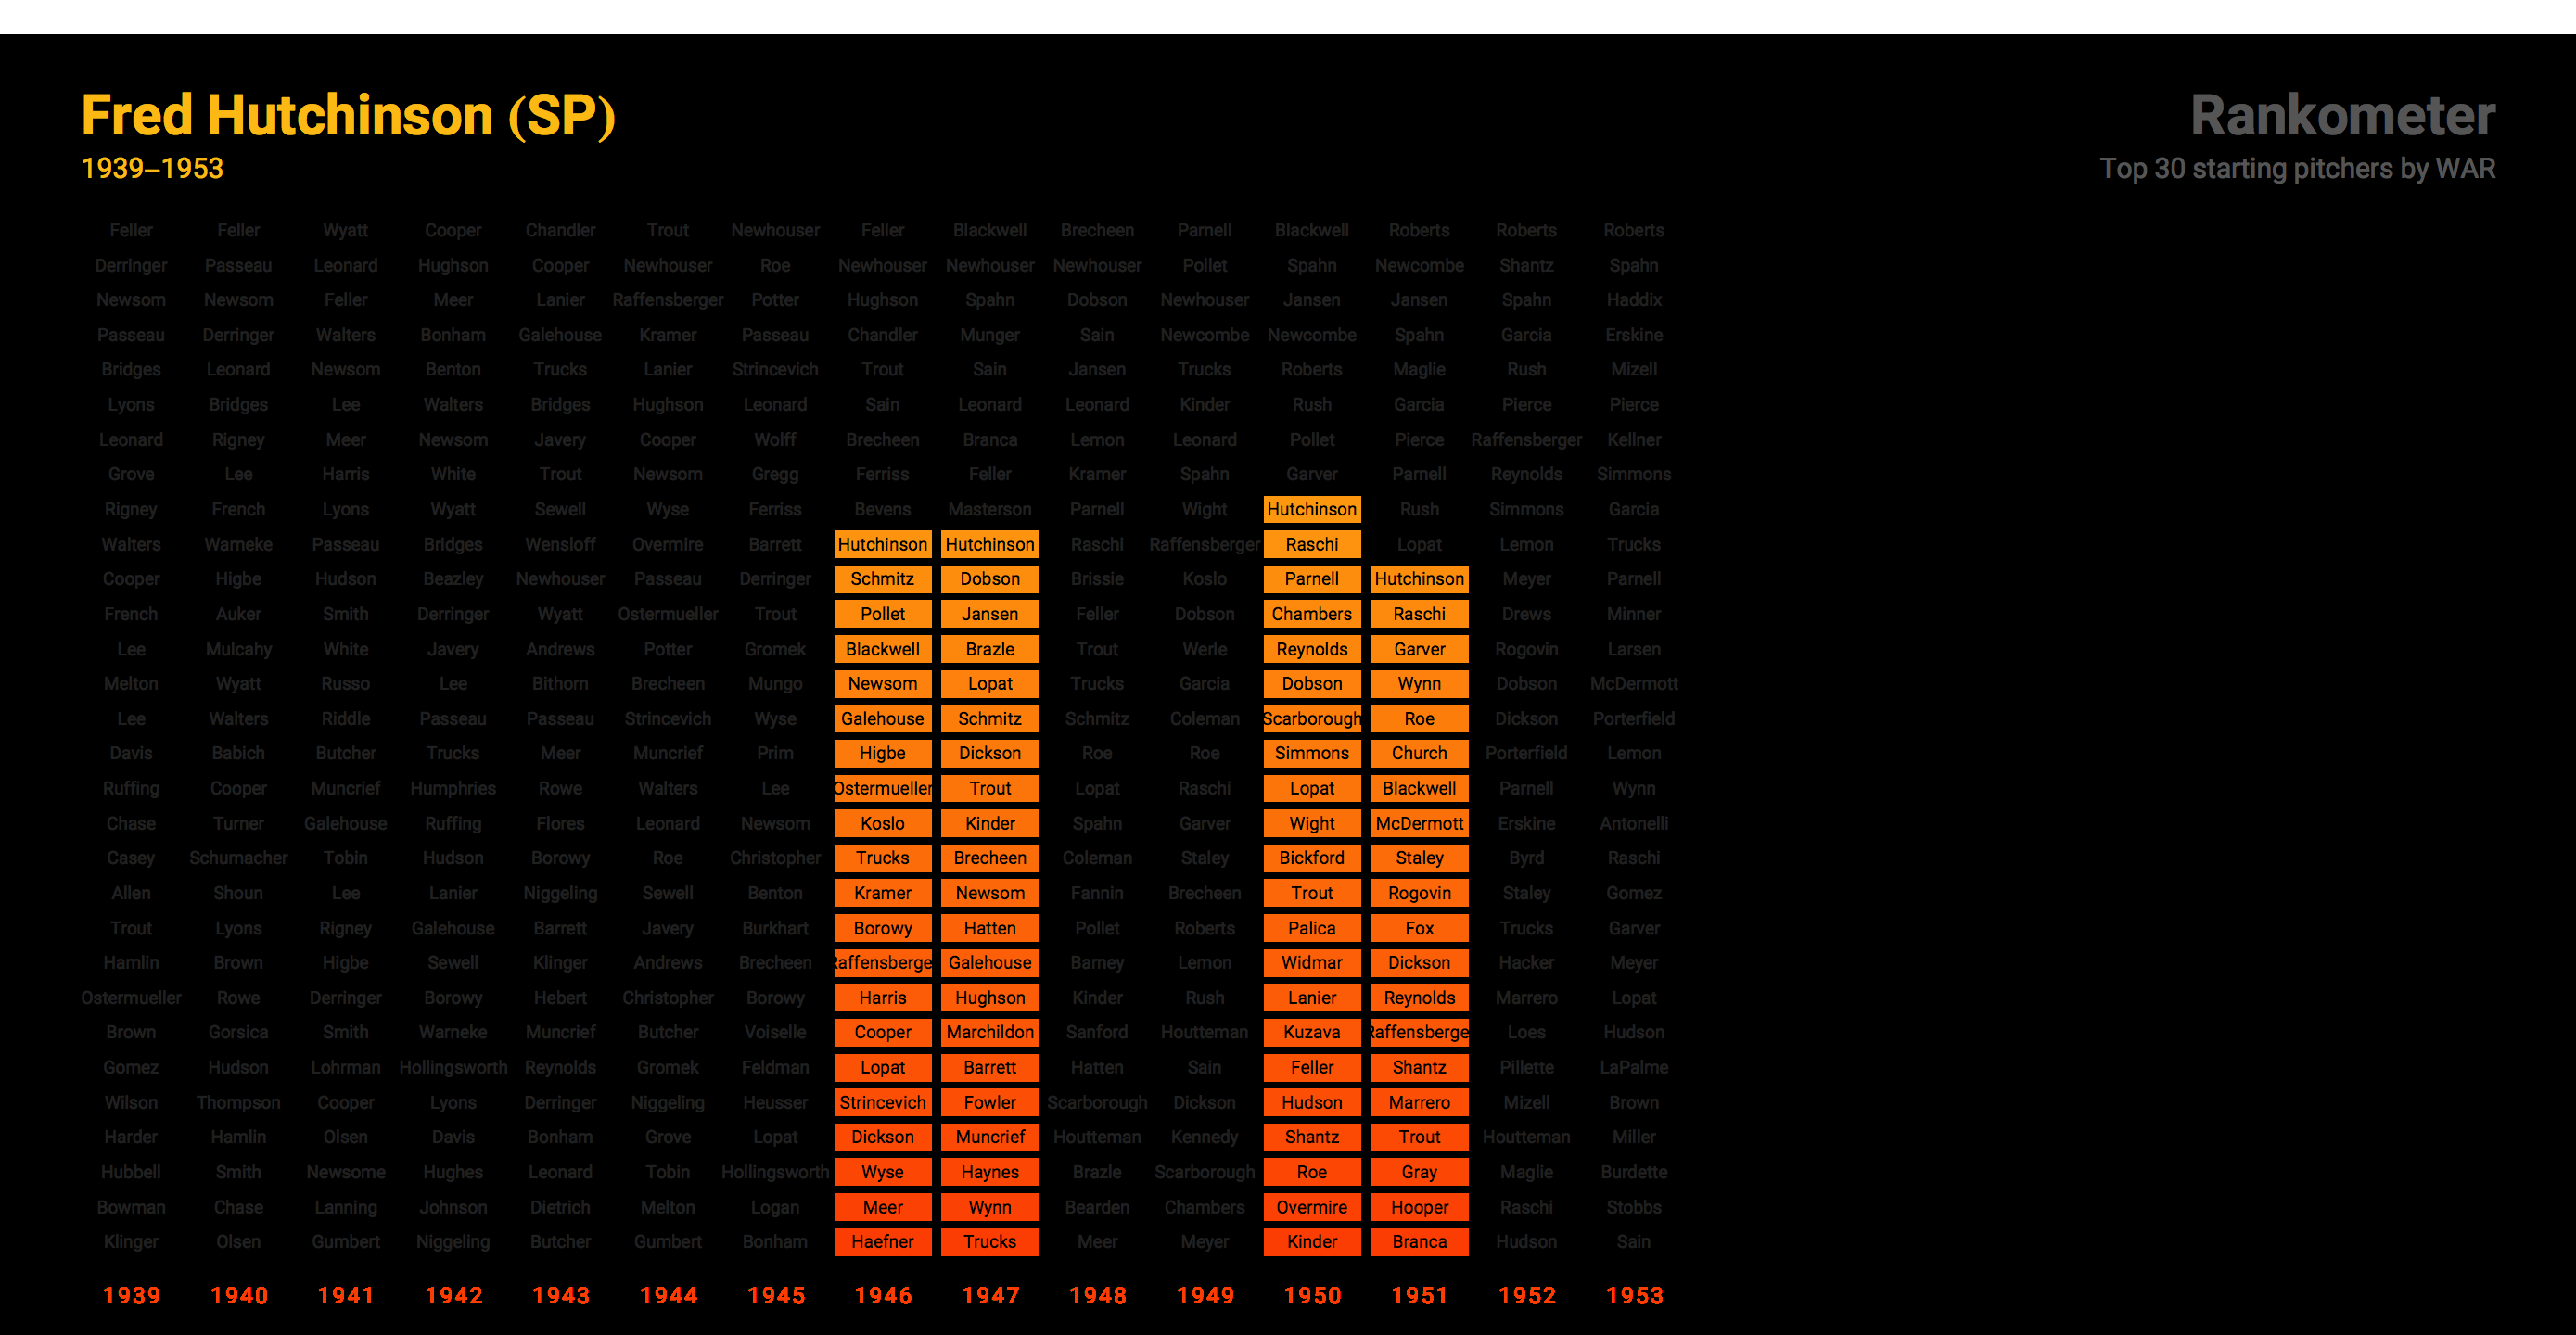 Fred Hutchinson (SP)
1939–1953
Rankometer
Top 30 starting pitchers by WAR
Feller Feller Wyatt Cooper Chandler Trout Newhouser Feller Blackwell Brecheen Parnell Blackwell Roberts Roberts Roberts
Derringer Passeau Leonard Hughson Cooper Newhouser Roe Newhouser Newhouser Newhouser Pollet Spahn Newcombe Shantz Spahn
Newsom Newsom Feller Meer Lanier Raffensberger Potter Hughson Spahn Dobson Newhouser Jansen Jansen Spahn Haddix
Passeau Derringer Walters Bonham Galehouse Kramer Passeau Chandler Munger Sain Newcombe Newcombe Spahn Garcia Erskine
Bridges Leonard Newsom Benton Trucks Lanier Strincevich Trout Sain Jansen Trucks Roberts Maglie Rush Mizell
Lyons Bridges Lee Walters Bridges Hughson Leonard Sain Leonard Leonard Kinder Rush Garcia Pierce Pierce
Leonard Rigney Meer Newsom Javery Cooper Wolff Brecheen Branca Lemon Leonard Pollet Pierce Raffensberger Kellner
Grove Lee Harris White Trout Newsom Gregg Ferriss Feller Kramer Spahn Garver Parnell Reynolds Simmons
Rigney French Lyons Wyatt Sewell Wyse Ferriss Bevens Masterson Parnell Wight Hutchinson Rush Simmons Garcia
Walters Warneke Passeau Bridges Wensloff Overmire Barrett Hutchinson Hutchinson Raschi Raffensberger Raschi Lopat Lemon Trucks
Cooper Higbe Hudson Beazley Newhouser Passeau Derringer Schmitz Dobson Brissie Koslo Parnell Hutchinson Meyer Parnell
French Auker Smith Derringer Wyatt Ostermueller Trout Pollet Jansen Feller Dobson Chambers Raschi Drews Minner
Lee Mulcahy White Javery Andrews Potter Gromek Blackwell Brazle Trout Werle Reynolds Garver Rogovin Larsen
Melton Wyatt Russo Lee Bithorn Brecheen Mungo Newsom Lopat Trucks Garcia Dobson Wynn Dobson McDermott
Lee Walters Riddle Passeau Passeau Strincevich Wyse Galehouse Schmitz Schmitz Coleman Scarborough Roe Dickson Porterfield
Davis Babich Butcher Trucks Meer Muncrief Prim Higbe Dickson Roe Roe Simmons Church Porterfield Lemon
Ruffing Cooper Muncrief Humphries Rowe Walters Lee Ostermueller Trout Lopat Raschi Lopat Blackwell Parnell Wynn
Chase Turner Galehouse Ruffing Flores Leonard Newsom Koslo Kinder Spahn Garver Wight McDermott Erskine Antonelli
Casey Schumacher Tobin Hudson Borowy Roe Christopher Trucks Brecheen Coleman Staley Bickford Staley Byrd Raschi
Allen Shoun Lee Lanier Niggeling Sewell Benton Kramer Newsom Fannin Brecheen Trout Rogovin Staley Gomez
Trout Lyons Rigney Galehouse Barrett Javery Burkhart Borowy Hatten Pollet Roberts Palica Fox Trucks Garver
Hamlin Brown Higbe Sewell Klinger Andrews Brecheen Raffensberge Galehouse Barney Lemon Widmar Dickson Hacker Meyer
Ostermueller Rowe Derringer Borowy Hebert Christopher Borowy Harris Hughson Kinder Rush Lanier Reynolds Marrero Lopat
Brown Gorsica Smith Warneke Muncrief Butcher Voiselle Cooper Marchildon Sanford Houtteman Kuzava Raffensberge Loes Hudson
Gomez Hudson Lohrman Hollingsworth Reynolds Gromek Feldman Lopat Barrett Hatten Sain Feller Shantz Pillette LaPalme
Wilson Thompson Cooper Lyons Derringer Niggeling Heusser Strincevich Fowler Scarborough Dickson Hudson Marrero Mizell Brown
Harder Hamlin Olsen Davis Bonham Grove Lopat Dickson Muncrief Houtteman Kennedy Shantz Trout Houtteman Miller
Hubbell Smith Newsome Hughes Leonard Tobin Hollingsworth Wyse Haynes Brazle Scarborough Roe Gray Maglie Burdette
Bowman Chase Lanning Johnson Dietrich Melton Logan Meer Wynn Bearden Chambers Overmire Hooper Raschi Stobbs
Klinger Olsen Gumbert Niggeling Butcher Gumbert Bonham Haefner Trucks Meer Meyer Kinder Branca Hudson Sain
1939 1940 1941 1942 1943 1944 1945 1946 1947 1948 1949 1950 1951 1952 1953